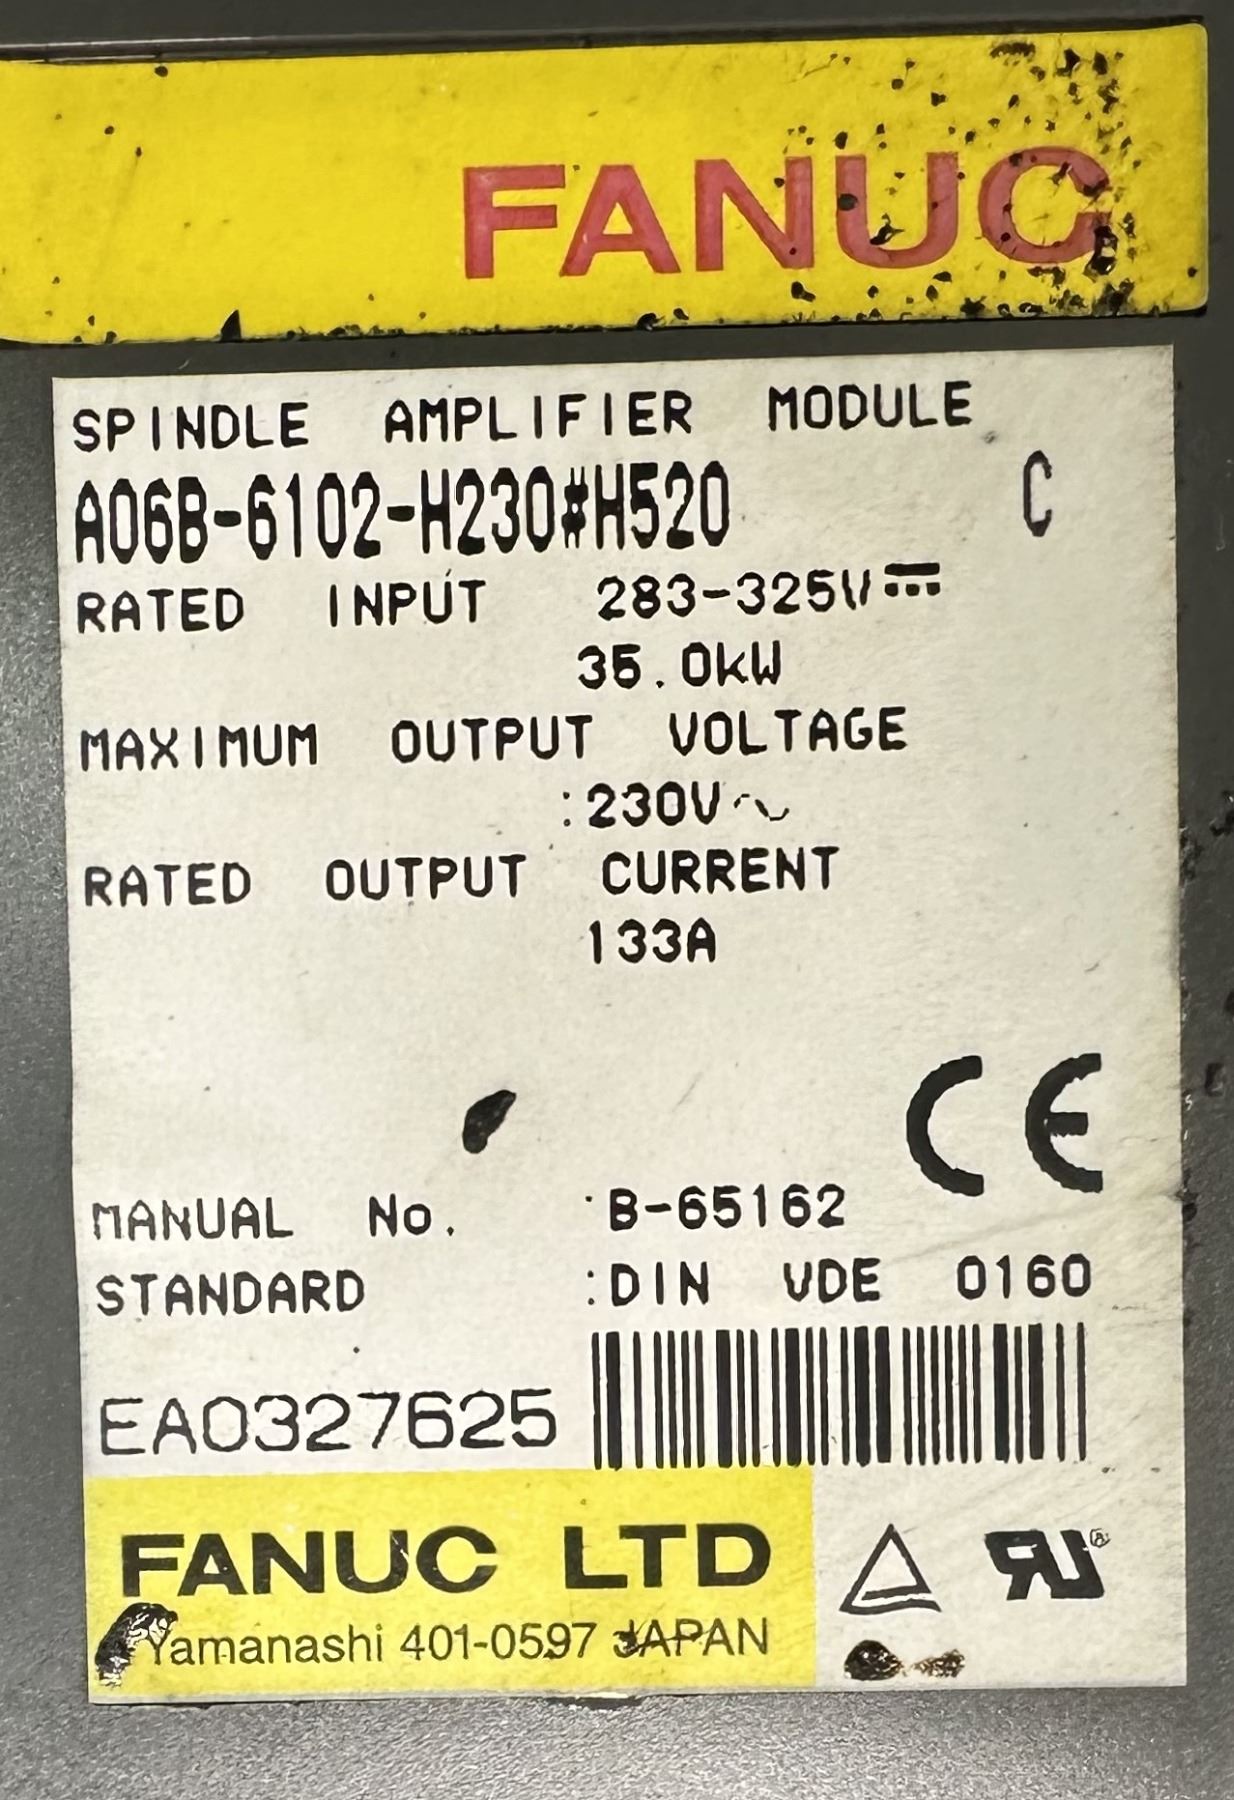 FANUC
SPINDLE AMPLIFIER MODULE
A06B-6102-H230#H520 C
RATED INPUT 283-325V⎓
35.0kW
MAXIMUM OUTPUT VOLTAGE
:230V~
RATED OUTPUT CURRENT
133A
CE
MANUAL No. :B-65162
STANDARD :DIN VDE 0160
EA0327625
FANUC LTD
Yamanashi 401-0597 JAPAN
RU®